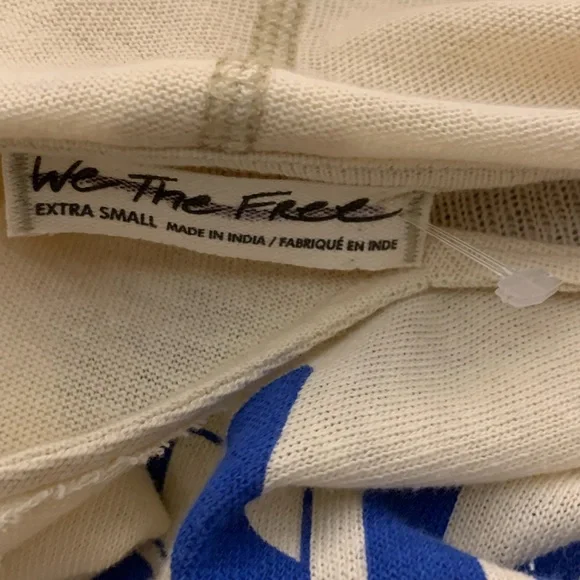 We The Free
EXTRA SMALL MADE IN INDIA / FABRIQUÉ EN INDE